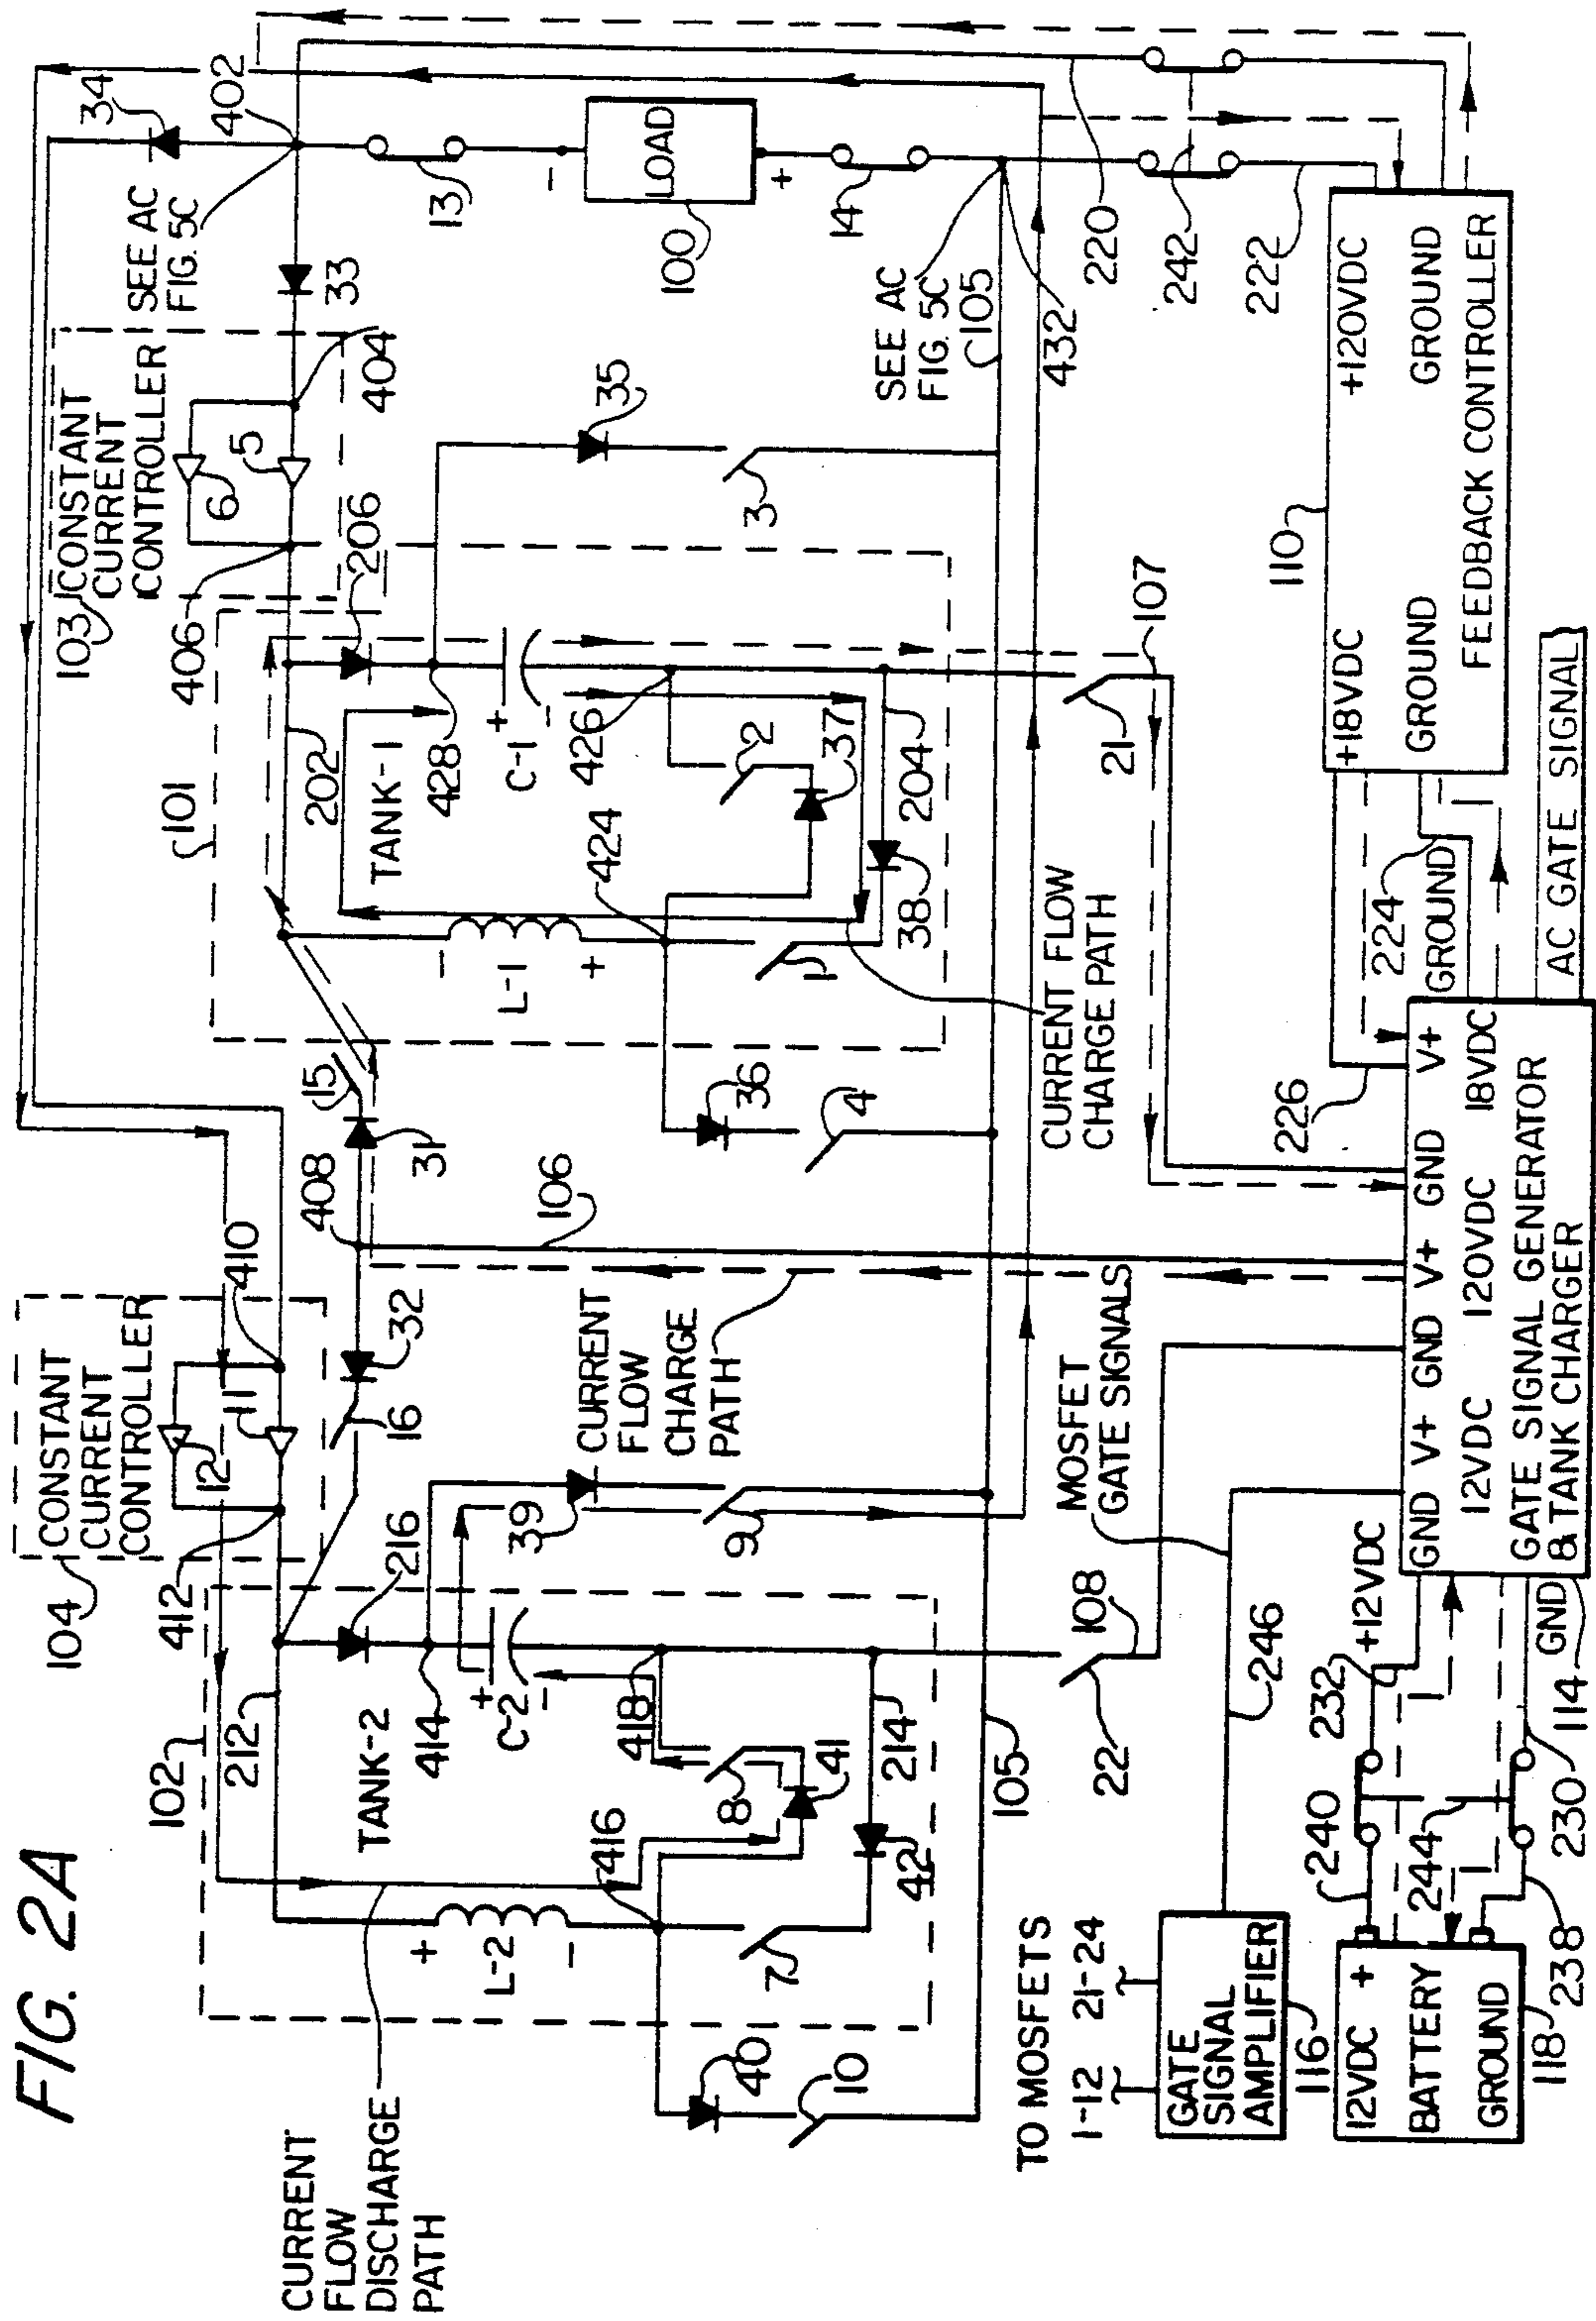 FIG. 2A
CURRENT
FLOW
DISCHARGE
PATH
104
CONSTANT
CURRENT
CONTROLLER
12
11
410
412
102
212
TANK-2
216
414
+
C-2
-
418
+
L-2
-
416
8
41
7
42
214
40
10
39
9
16
32
408
106
31
15
CURRENT
FLOW
CHARGE
PATH
105
22
108
103
CONSTANT
CURRENT
CONTROLLER
6
5
404
406
206
101
202
TANK-1
428
+
C-1
-
426
-
L-1
+
424
2
37
1
38
204
36
4
35
3
21
107
CURRENT FLOW
CHARGE PATH
34
402
SEE AC
FIG. 5C
33
13
-
LOAD
+
100
14
SEE AC
FIG. 5C
105
432
220
242
222
110
+120VDC
GROUND
+18VDC
GROUND
FEEDBACK CONTROLLER
226
224
GROUND
AC GATE SIGNAL
MOSFET
GATE SIGNALS
246
TO MOSFETS
1-12 21-24
GATE
SIGNAL
AMPLIFIER
116
12VDC +
BATTERY
GROUND
118
238
240
244
232
+12VDC
230
GND
114
GND V+ GND V+ GND V+
12VDC 120VDC 18VDC
GATE SIGNAL GENERATOR
& TANK CHARGER